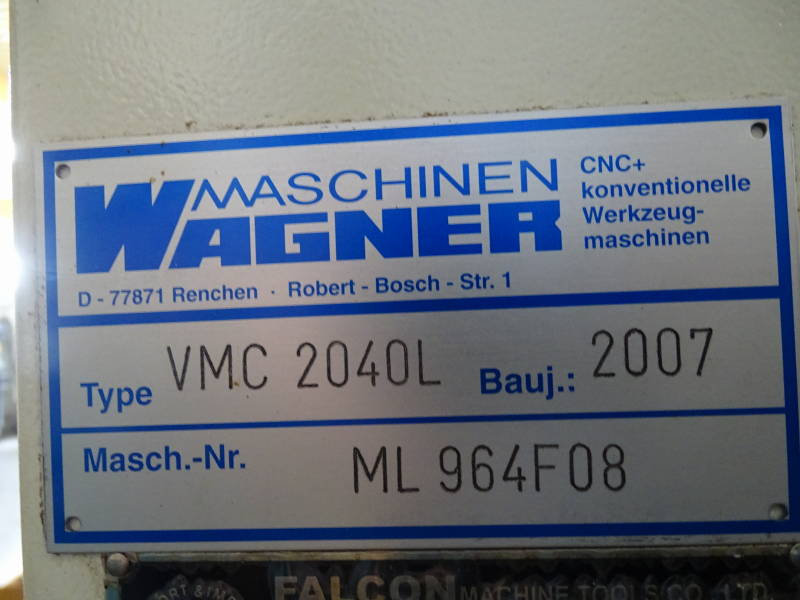 MASCHINEN
WAGNER
CNC+
konventionelle
Werkzeug-
maschinen
D - 77871 Renchen · Robert - Bosch - Str. 1
Type VMC 2040L Bauj.: 2007
Masch.-Nr. ML 964F08
FALCON MACHINE TOOLS CO., LTD.